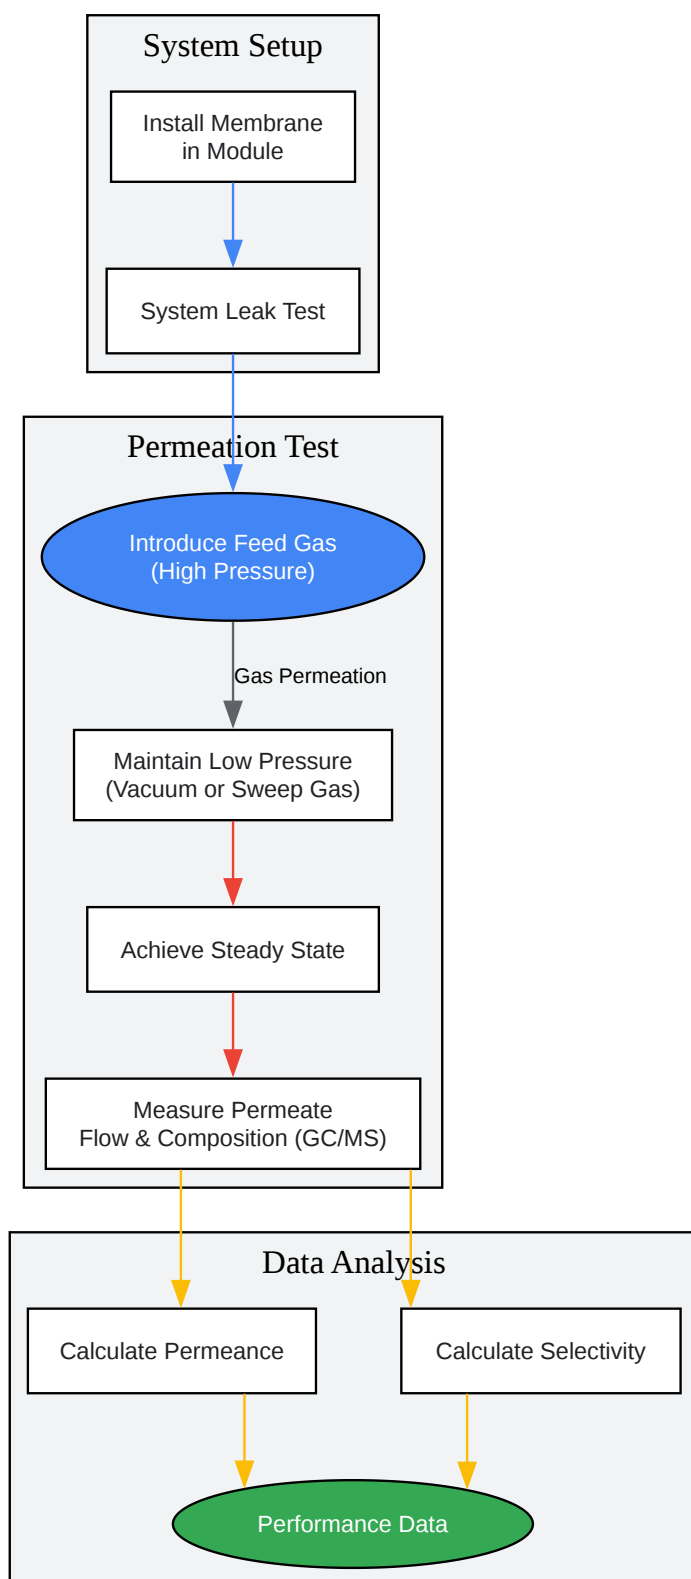 System Setup
Install Membrane
in Module
System Leak Test
Permeation Test
Introduce Feed Gas
(High Pressure)
Gas Permeation
Maintain Low Pressure
(Vacuum or Sweep Gas)
Achieve Steady State
Measure Permeate
Flow & Composition (GC/MS)
Data Analysis
Calculate Permeance
Calculate Selectivity
Performance Data